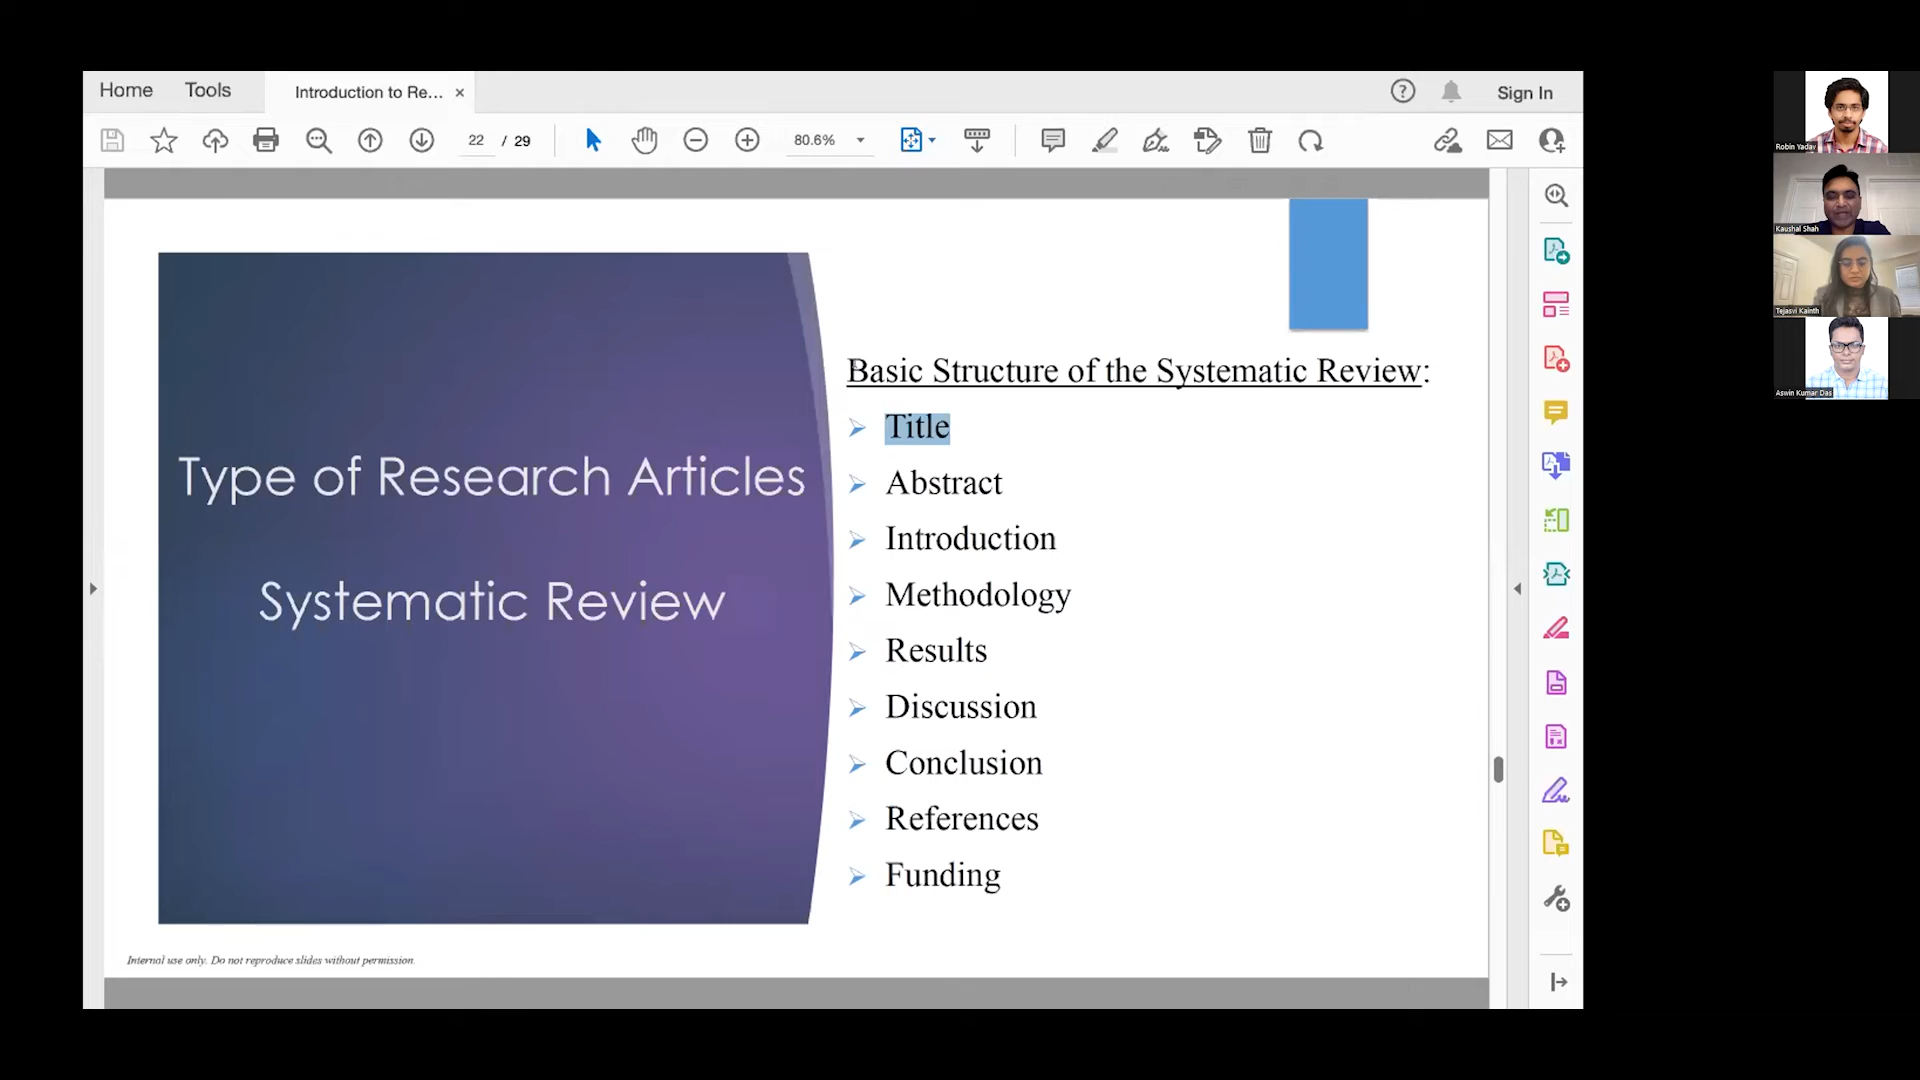 Home
Tools
Introduction to Re...
Sign In
22 / 29
80.6%
Type of Research Articles
Systematic Review
Basic Structure of the Systematic Review:
Title
Abstract
Introduction
Methodology
Results
Discussion
Conclusion
References
Funding
Internal use only. Do not reproduce slides without permission.
Robin Yadav
Kaushal Shah
Tejasvi Kainth
Aswin Kumar Das